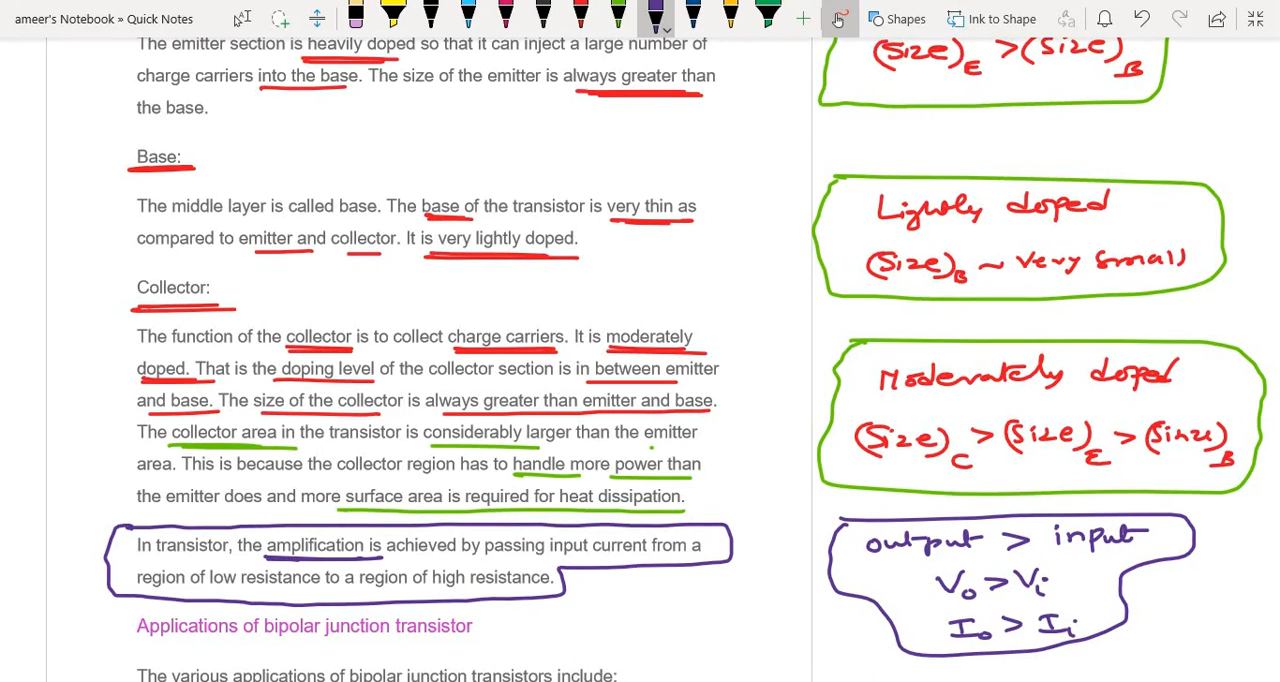 ameer's Notebook » Quick Notes
Shapes
Ink to Shape
The emitter section is heavily doped so that it can inject a large number of
charge carriers into the base. The size of the emitter is always greater than
the base.
(Size)E > (Size)B
Base:
The middle layer is called base. The base of the transistor is very thin as
compared to emitter and collector. It is very lightly doped.
Lightly doped
(Size)B ~ very small
Collector:
The function of the collector is to collect charge carriers. It is moderately
doped. That is the doping level of the collector section is in between emitter
and base. The size of the collector is always greater than emitter and base.
The collector area in the transistor is considerably larger than the emitter
area. This is because the collector region has to handle more power than
the emitter does and more surface area is required for heat dissipation.
Moderately doped
(Size)C > (Size)E > (Sinze)B
In transistor, the amplification is achieved by passing input current from a
region of low resistance to a region of high resistance.
output > input
Vo > Vi
Io > Ii
Applications of bipolar junction transistor
The various applications of bipolar junction transistors include: